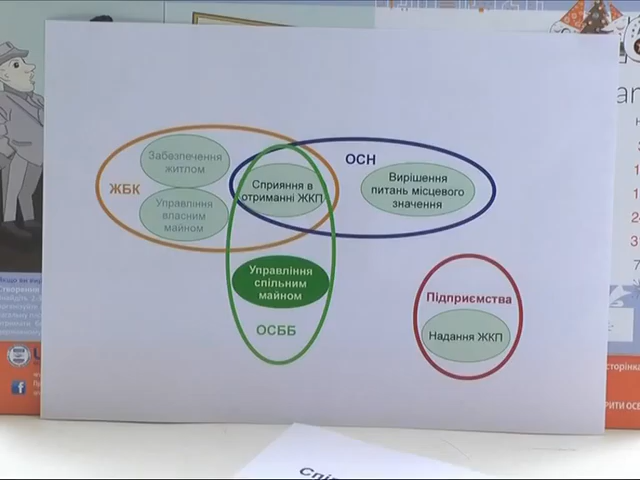 ЖБК
Забезпечення
житлом
Управління
власним
майном
Сприяння в
отриманні ЖКП
ОСН
Вирішення
питань місцевого
значення
Управління
спільним
майном
ОСББ
Підприємства
Надання ЖКП